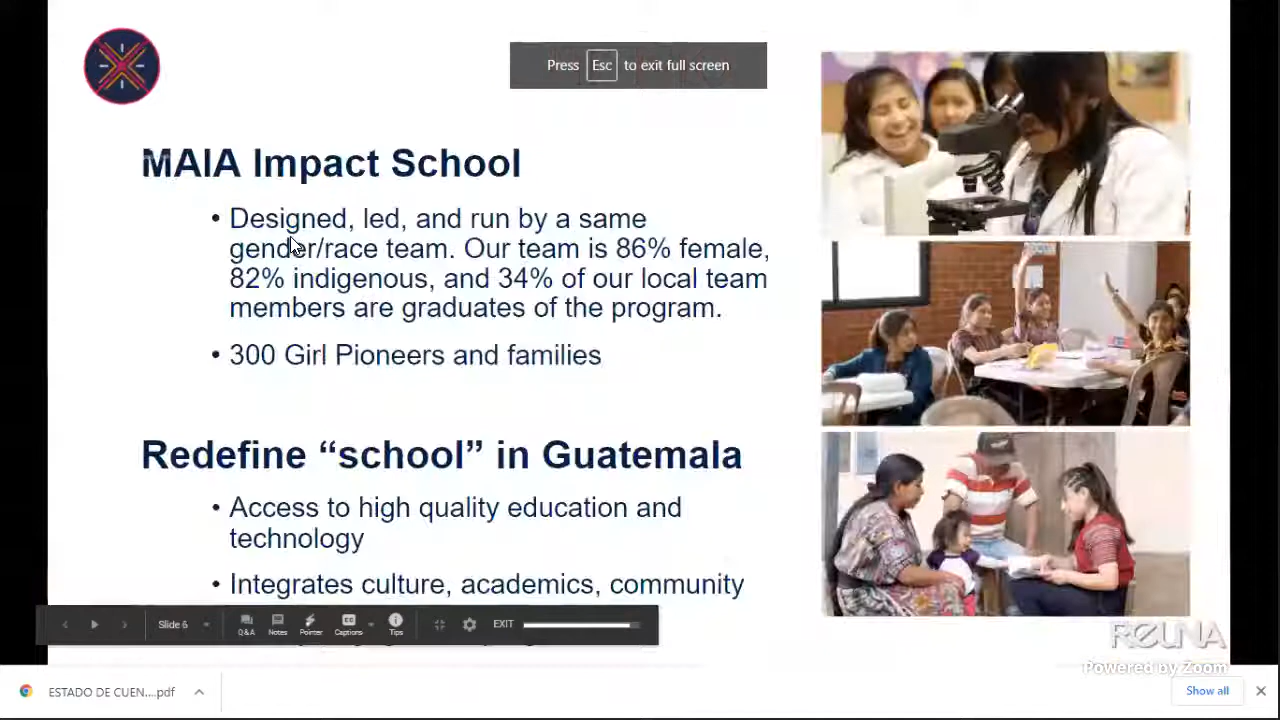 Press Esc to exit full screen
MAIA Impact School
• Designed, led, and run by a same
gender/race team. Our team is 86% female,
82% indigenous, and 34% of our local team
members are graduates of the program.
• 300 Girl Pioneers and families
Redefine “school” in Guatemala
• Access to high quality education and
technology
• Integrates culture, academics, community
Slide 6
Q&A
Notes
Pointer
Captions
Tips
EXIT
REUNA
Powered by Zoom
ESTADO DE CUEN....pdf
Show all